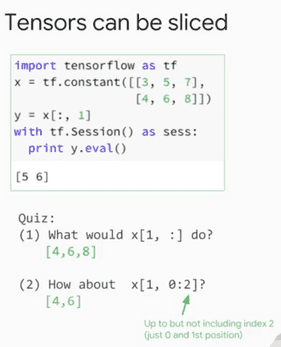 Tensors can be sliced
import tensorflow as tf
x = tf.constant([[3, 5, 7],
[4, 6, 8]])
y = x[:, 1]
with tf.Session() as sess:
print y.eval()
[5 6]
Quiz:
(1) What would x[1, :] do?
[4,6,8]
(2) How about x[1, 0:2]?
[4,6]
Up to but not including index 2
(just 0 and 1st position)